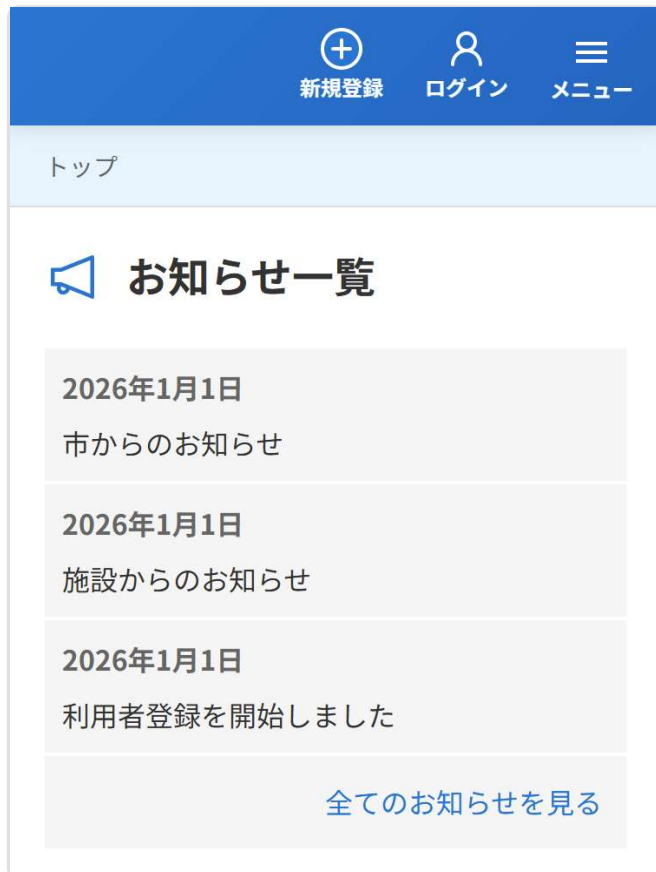 新規登録 ログイン メニュー
トップ
お知らせ一覧
2026年1月1日
市からのお知らせ
2026年1月1日
施設からのお知らせ
2026年1月1日
利用者登録を開始しました
全てのお知らせを見る